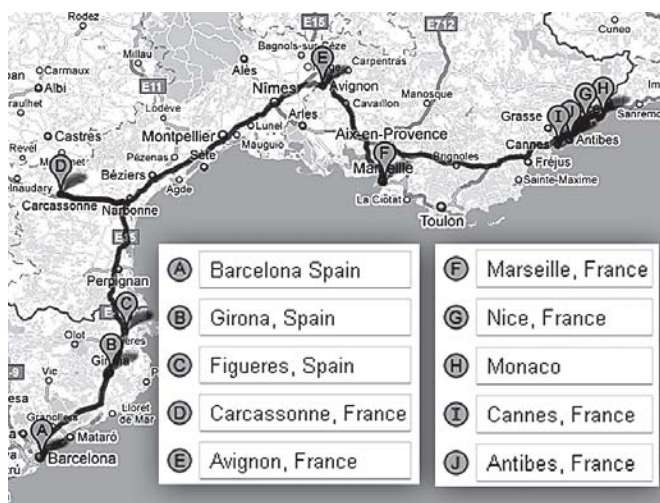 Rodez
E15
E712
Cuneo
Millau
Bagnols-sur-Cèze
Carmaux
Albi
E11
Alès
E
Carpentras
Avignon
Nîmes
Manosque
Lodève
Cavaillon
Grasse
G
H
Sanremo
Castres
Montpellier
Lunel
Arles
Aix-en-Provence
I
Revel
Pézenas
Mauguio
F
Cannes
Antibes
D
Béziers
Sète
Marseille
Brignoles
Fréjus
Agde
Sainte-Maxime
Carcassonne
La Ciotat
Narbonne
Toulon
E15
Perpignan
C
Olot
B
Girona
Vic
Lloret
de Mar
Granollers
A
Mataró
Barcelona
A Barcelona Spain
B Girona, Spain
C Figueres, Spain
D Carcassonne, France
E Avignon, France
F Marseille, France
G Nice, France
H Monaco
I Cannes, France
J Antibes, France